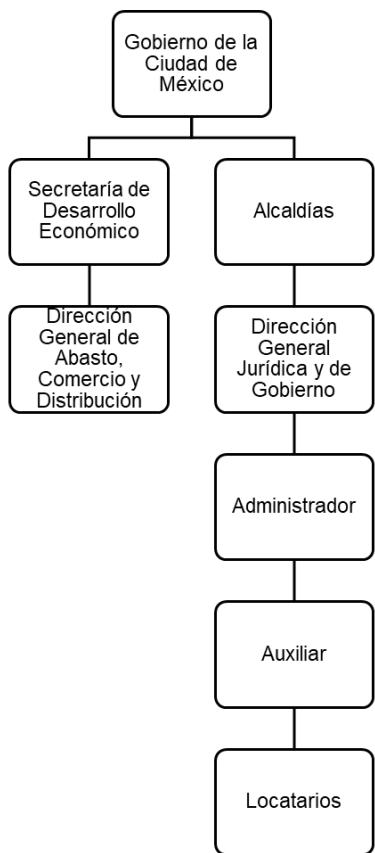 Gobierno de la
Ciudad de
México
Secretaría de
Desarrollo
Económico
Alcaldías
Dirección
General de
Abasto,
Comercio y
Distribución
Dirección
General
Jurídica y de
Gobierno
Administrador
Auxiliar
Locatarios